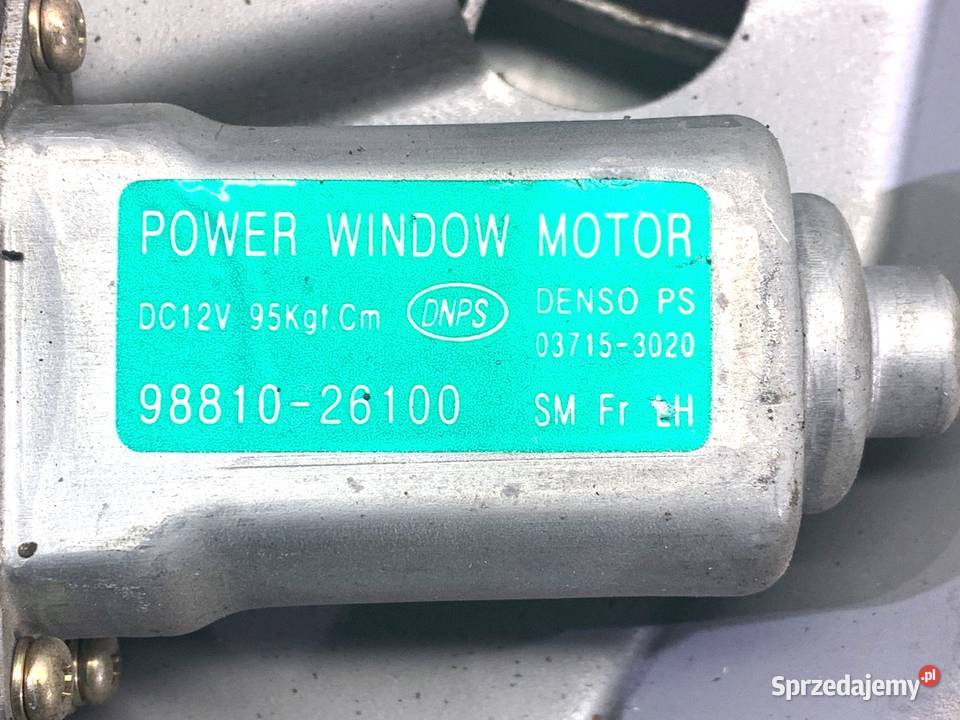 POWER WINDOW MOTOR
DC12V 95Kgf.Cm DNPS DENSO PS
03715-3020
98810-26100 SM Fr LH
Sprzedajemy.pl